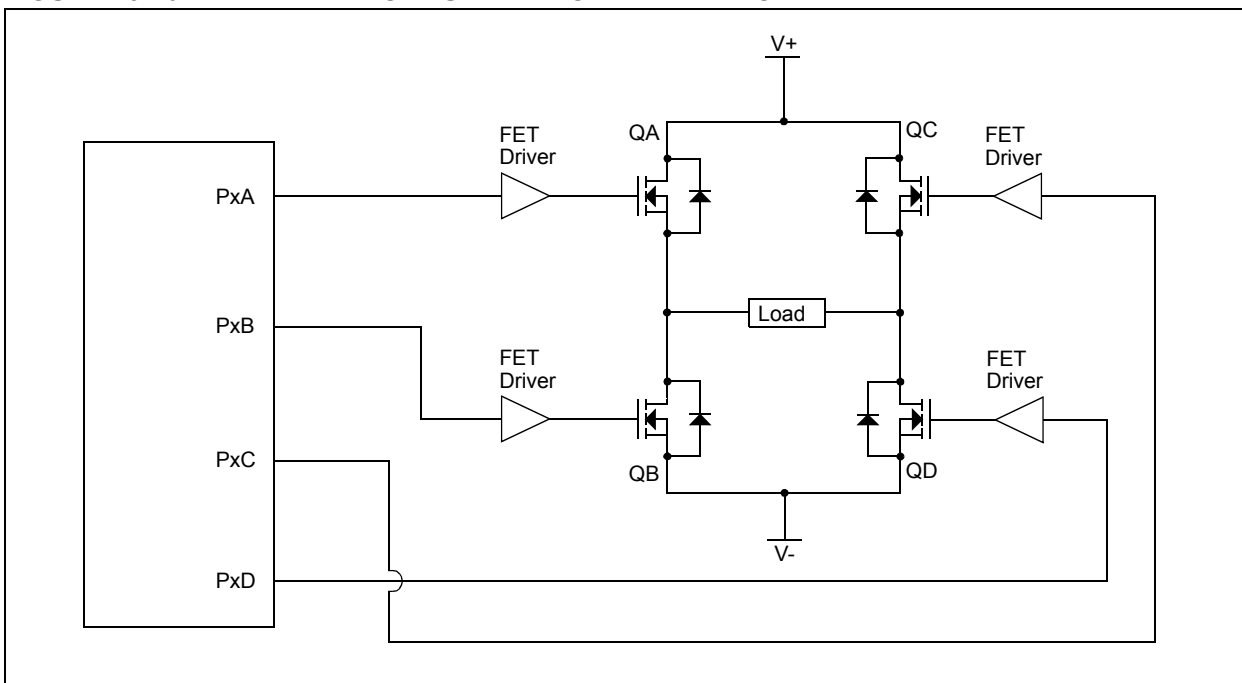 V+
QA
QC
FET
Driver
FET
Driver
PxA
PxB
Load
FET
Driver
FET
Driver
PxC
QB
QD
V-
PxD